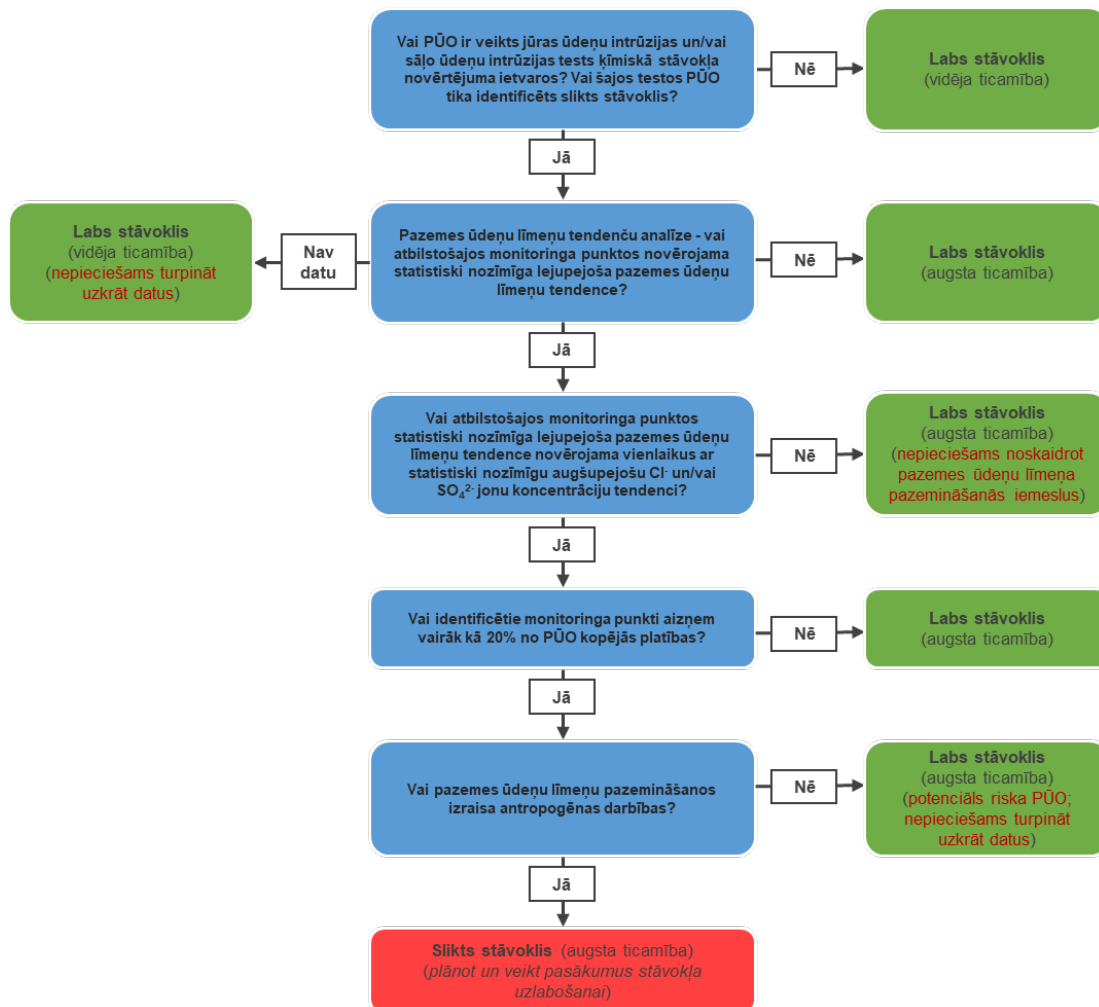 Vai PŪO ir veikts jūras ūdeņu intrūzijas un/vai
sāļo ūdeņu intrūzijas tests ķīmiskā stāvokļa
novērtējuma ietvaros? Vai šajos testos PŪO
tika identificēts slikts stāvoklis?
Nē
Labs stāvoklis
(vidēja ticamība)
Jā
Labs stāvoklis
(vidēja ticamība)
(nepieciešams turpināt
uzkrāt datus)
Nav
datu
Pazemes ūdeņu līmeņu tendenču analīze - vai
atbilstošajos monitoringa punktos novērojama
statistiski nozīmīga lejupejoša pazemes ūdeņu
līmeņu tendence?
Nē
Labs stāvoklis
(augsta ticamība)
Jā
Vai atbilstošajos monitoringa punktos
statistiski nozīmīga lejupejoša pazemes ūdeņu
līmeņu tendence novērojama vienlaikus ar
statistiski nozīmīgu augšupejošu Cl⁻ un/vai
SO₄²⁻ jonu koncentrāciju tendenci?
Nē
Labs stāvoklis
(augsta ticamība)
(nepieciešams noskaidrot
pazemes ūdeņu līmeņa
pazemināšanās iemeslus)
Jā
Vai identificētie monitoringa punkti aizņem
vairāk kā 20% no PŪO kopējās platības?
Nē
Labs stāvoklis
(augsta ticamība)
Jā
Vai pazemes ūdeņu līmeņu pazemināšanos
izraisa antropogēnas darbības?
Nē
Labs stāvoklis
(augsta ticamība)
(potenciāls riska PŪO;
nepieciešams turpināt
uzkrāt datus)
Jā
Slikts stāvoklis (augsta ticamība)
(plānot un veikt pasākumus stāvokļa
uzlabošanai)